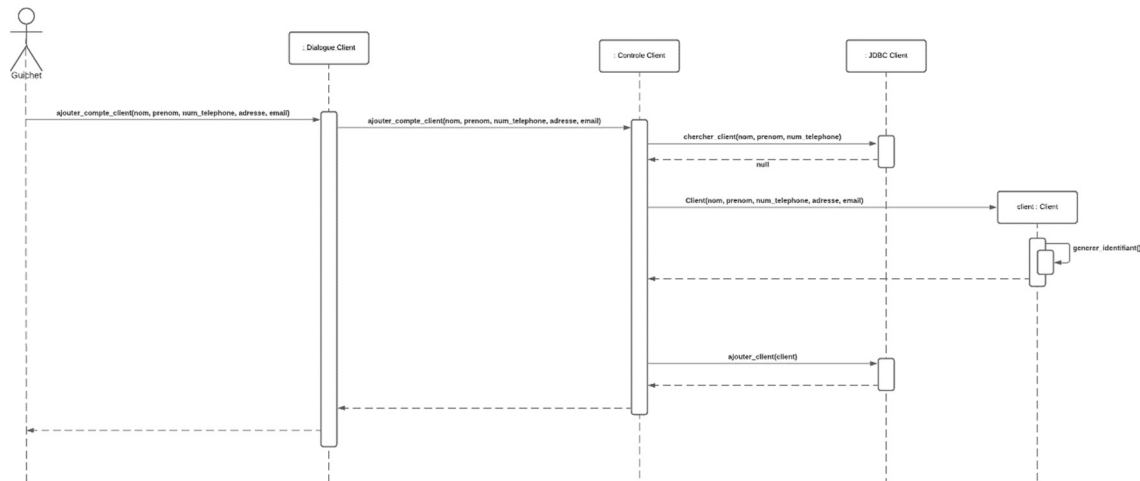 Guichet
: Dialogue Client
: Controle Client
: JDBC Client
ajouter_compte_client(nom, prenom, num_telephone, adresse, email)
ajouter_compte_client(nom, prenom, num_telephone, adresse, email)
chercher_client(nom, prenom, num_telephone)
null
Client(nom, prenom, num_telephone, adresse, email)
client : Client
generer_identifiant()
ajouter_client(client)